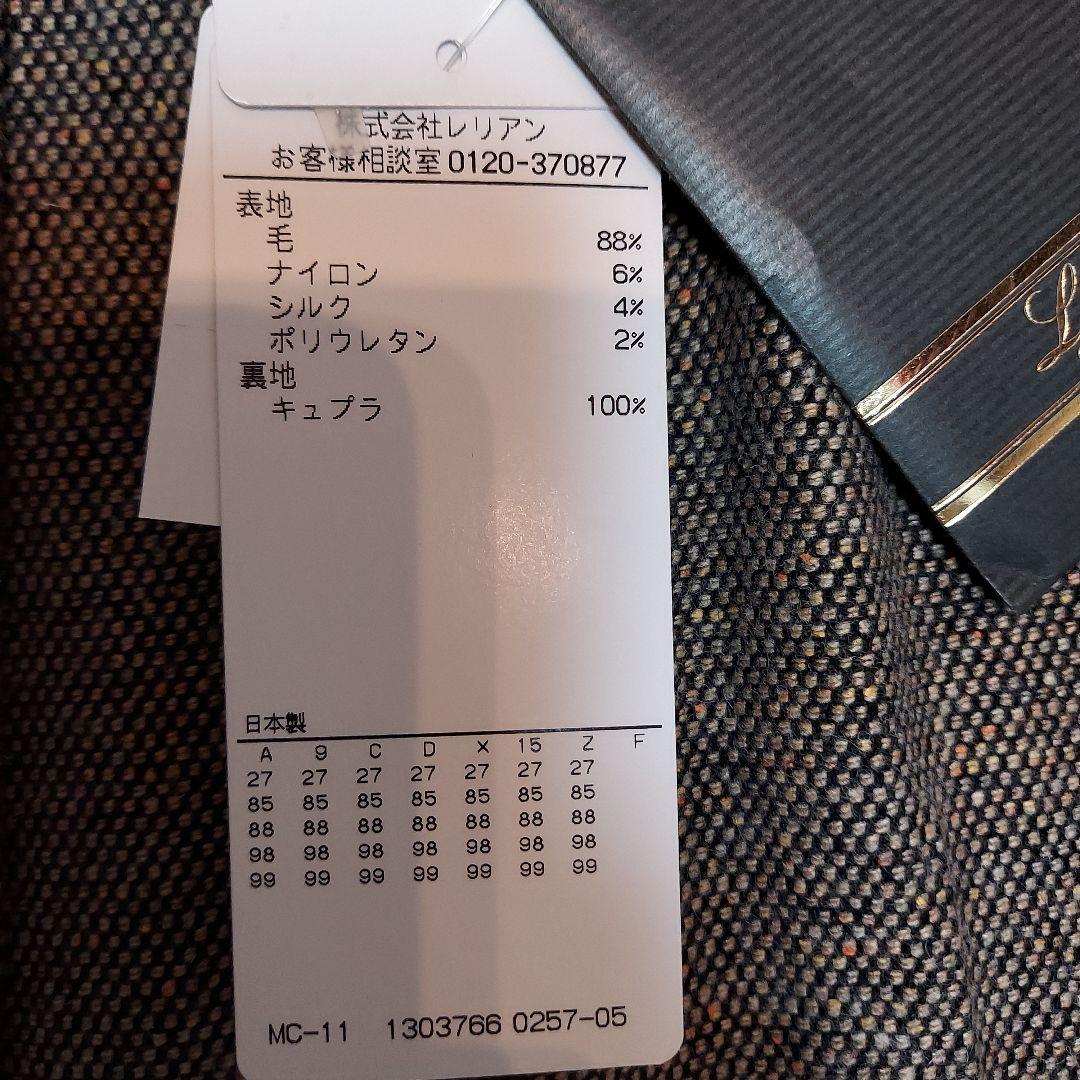 株式会社レリアン
お客様相談室 0120-370877
表地
毛 88%
ナイロン 6%
シルク 4%
ポリウレタン 2%
裏地
キュプラ 100%
日本製
A 9 C D X 15 Z F
27 27 27 27 27 27 27
85 85 85 85 85 85 85
88 88 88 88 88 88 88
98 98 98 98 98 98 98
99 99 99 99 99 99 99
MC-11 1303766 0257-05